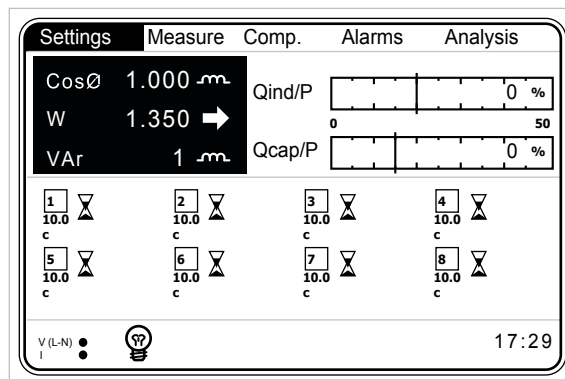 Settings Measure Comp. Alarms Analysis
CosØ 1.000
W 1.350
VAr 1
Qind/P 0 %
0 50
Qcap/P 0 %
1 2 3 4
10.0 10.0 10.0 10.0
c c c c
5 6 7 8
10.0 10.0 10.0 10.0
c c c c
V (L-N)
I
17:29